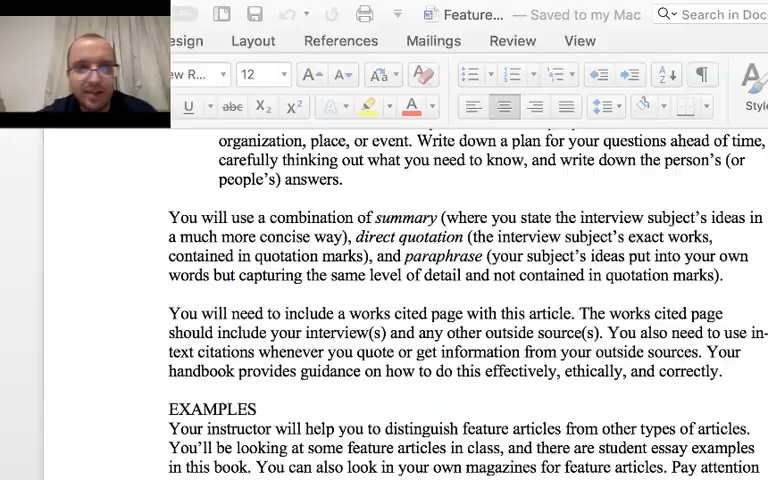 Feature... — Saved to my Mac
Search in Doc
esign Layout References Mailings Review View
ew R... 12 A A Aa A
U abc X₂ X² A A
Style
organization, place, or event. Write down a plan for your questions ahead of time,
carefully thinking out what you need to know, and write down the person's (or
people's) answers.
You will use a combination of summary (where you state the interview subject's ideas in
a much more concise way), direct quotation (the interview subject's exact works,
contained in quotation marks), and paraphrase (your subject's ideas put into your own
words but capturing the same level of detail and not contained in quotation marks).
You will need to include a works cited page with this article. The works cited page
should include your interview(s) and any other outside source(s). You also need to use in-
text citations whenever you quote or get information from your outside sources. Your
handbook provides guidance on how to do this effectively, ethically, and correctly.
EXAMPLES
Your instructor will help you to distinguish feature articles from other types of articles.
You'll be looking at some feature articles in class, and there are student essay examples
in this book. You can also look in your own magazines for feature articles. Pay attention